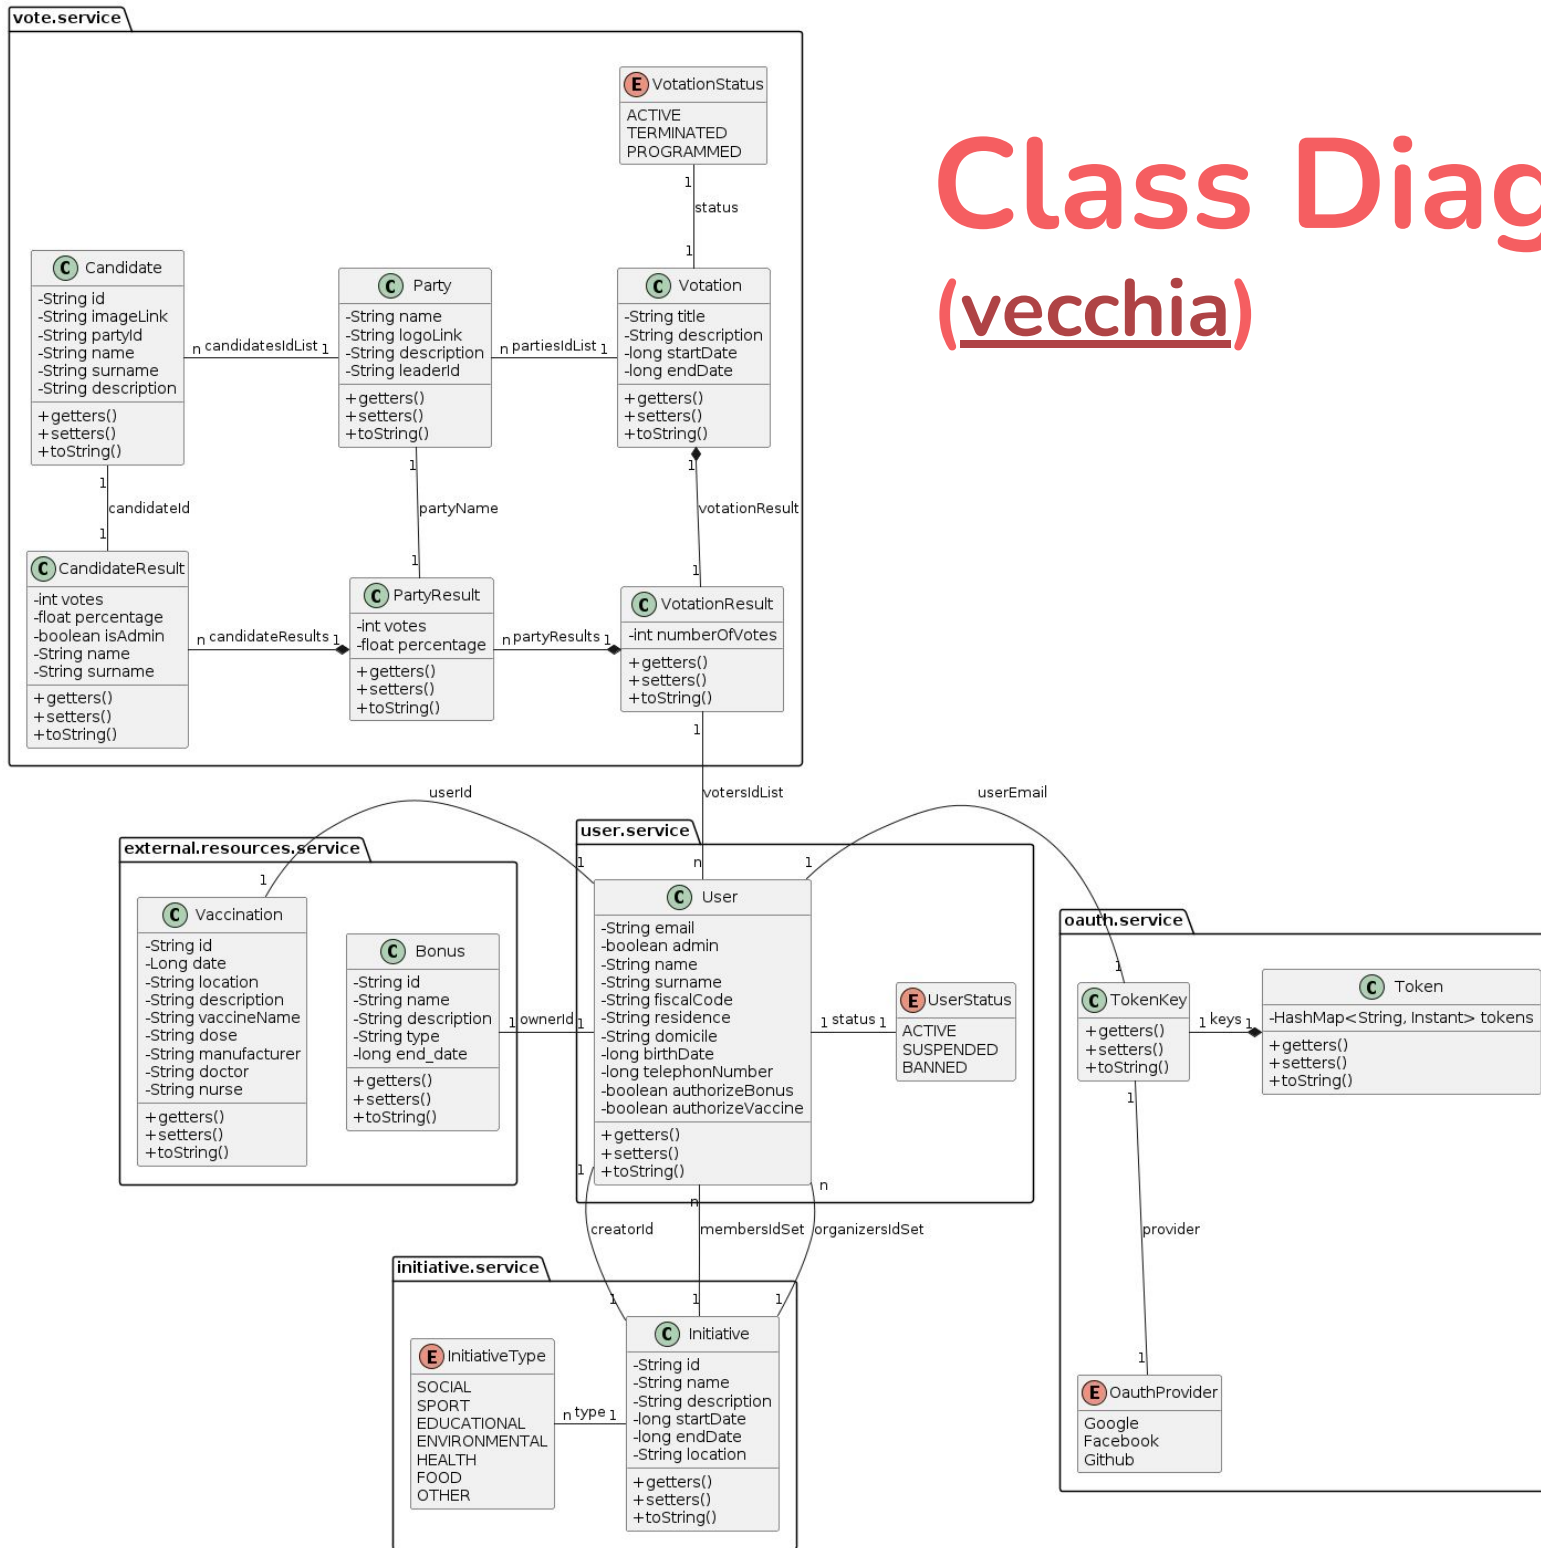 vote.service
E VotationStatus
ACTIVE
TERMINATED
PROGRAMMED
1
status
1
Class Diag
(vecchia)
C Candidate
-String id
-String imageLink
-String partyId
-String name
-String surname
-String description
+getters()
+setters()
+toString()
n candidatesIdList 1
C Party
-String name
-String logoLink
-String description
-String leaderId
+getters()
+setters()
+toString()
n partiesIdList 1
C Votation
-String title
-String description
-long startDate
-long endDate
+getters()
+setters()
+toString()
1
candidateId
1
1
partyName
1
1
votationResult
1
C CandidateResult
-int votes
-float percentage
-boolean isAdmin
-String name
-String surname
+getters()
+setters()
+toString()
n candidateResults 1
C PartyResult
-int votes
-float percentage
+getters()
+setters()
+toString()
n partyResults 1
C VotationResult
-int numberOfVotes
+getters()
+setters()
+toString()
1
votersIdList
n
userId
1
1
userEmail
1
1
external.resources.service
C Vaccination
-String id
-Long date
-String location
-String description
-String vaccineName
-String dose
-String manufacturer
-String doctor
-String nurse
+getters()
+setters()
+toString()
C Bonus
-String id
-String name
-String description
-String type
-long end_date
+getters()
+setters()
+toString()
1 ownerId 1
user.service
C User
-String email
-boolean admin
-String name
-String surname
-String fiscalCode
-String residence
-String domicile
-long birthDate
-long telephonNumber
-boolean authorizeBonus
-boolean authorizeVaccine
+getters()
+setters()
+toString()
1 status 1
E UserStatus
ACTIVE
SUSPENDED
BANNED
oauth.service
C TokenKey
+getters()
+setters()
+toString()
1 keys 1
C Token
-HashMap<String, Instant> tokens
+getters()
+setters()
+toString()
1
provider
1
E OauthProvider
Google
Facebook
Github
1
creatorId
1
n
membersIdSet
1
n
organizersIdSet
1
initiative.service
E InitiativeType
SOCIAL
SPORT
EDUCATIONAL
ENVIRONMENTAL
HEALTH
FOOD
OTHER
n type 1
C Initiative
-String id
-String name
-String description
-long startDate
-long endDate
-String location
+getters()
+setters()
+toString()